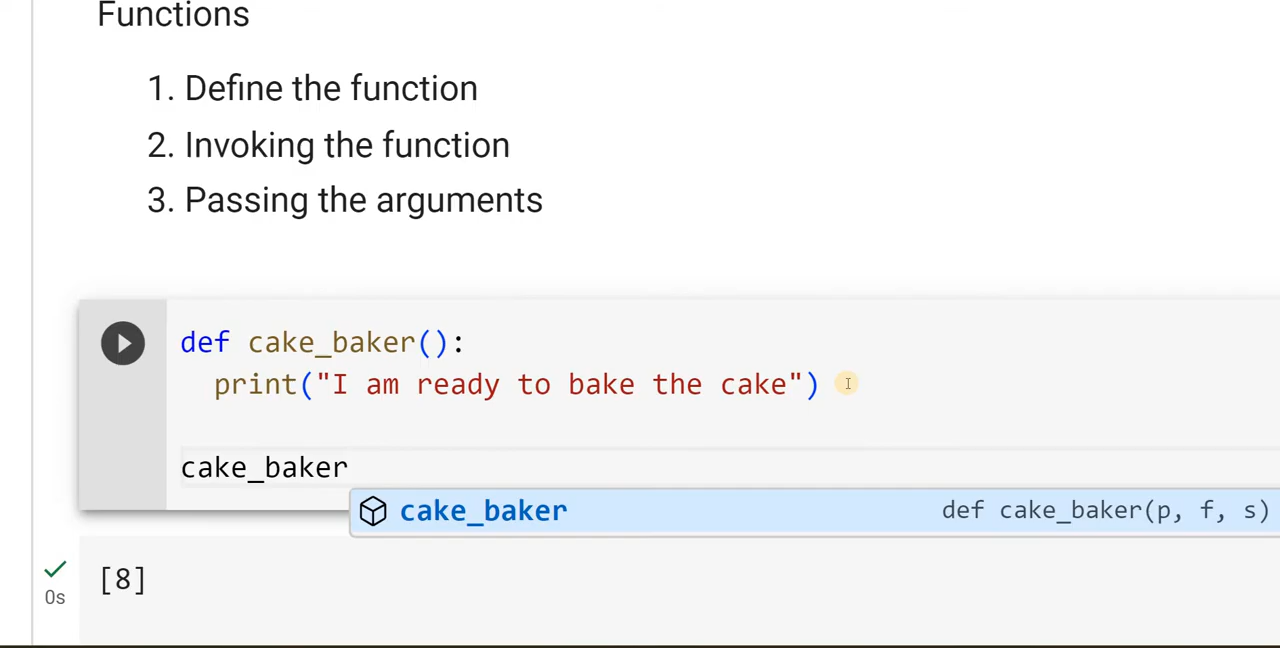 Functions
1. Define the function
2. Invoking the function
3. Passing the arguments
def cake_baker():
print("I am ready to bake the cake")
cake_baker
cake_baker def cake_baker(p, f, s)
[8]
0s